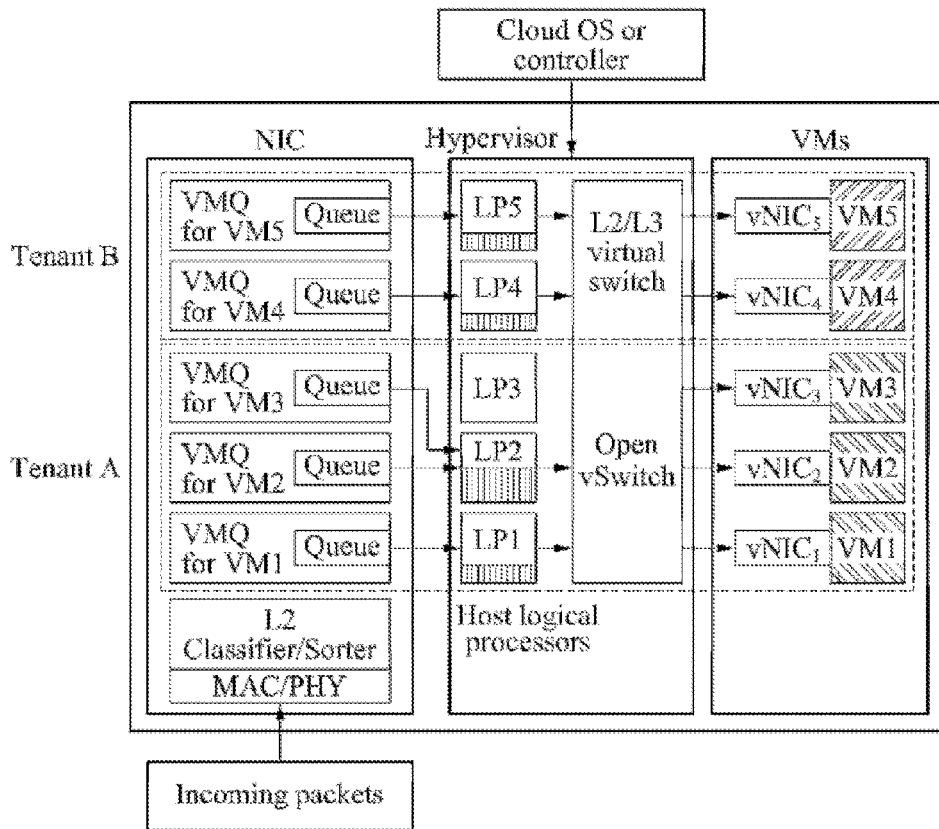 Cloud OS or
controller
NIC
Hypervisor
VMs
Tenant B
VMQ
for VM5
Queue
LP5
L2/L3
virtual
switch
vNIC5
VM5
VMQ
for VM4
Queue
LP4
vNIC4
VM4
Tenant A
VMQ
for VM3
Queue
LP3
vNIC3
VM3
VMQ
for VM2
Queue
LP2
Open
vSwitch
vNIC2
VM2
VMQ
for VM1
Queue
LP1
vNIC1
VM1
L2
Classifier/Sorter
MAC/PHY
Host logical
processors
Incoming packets